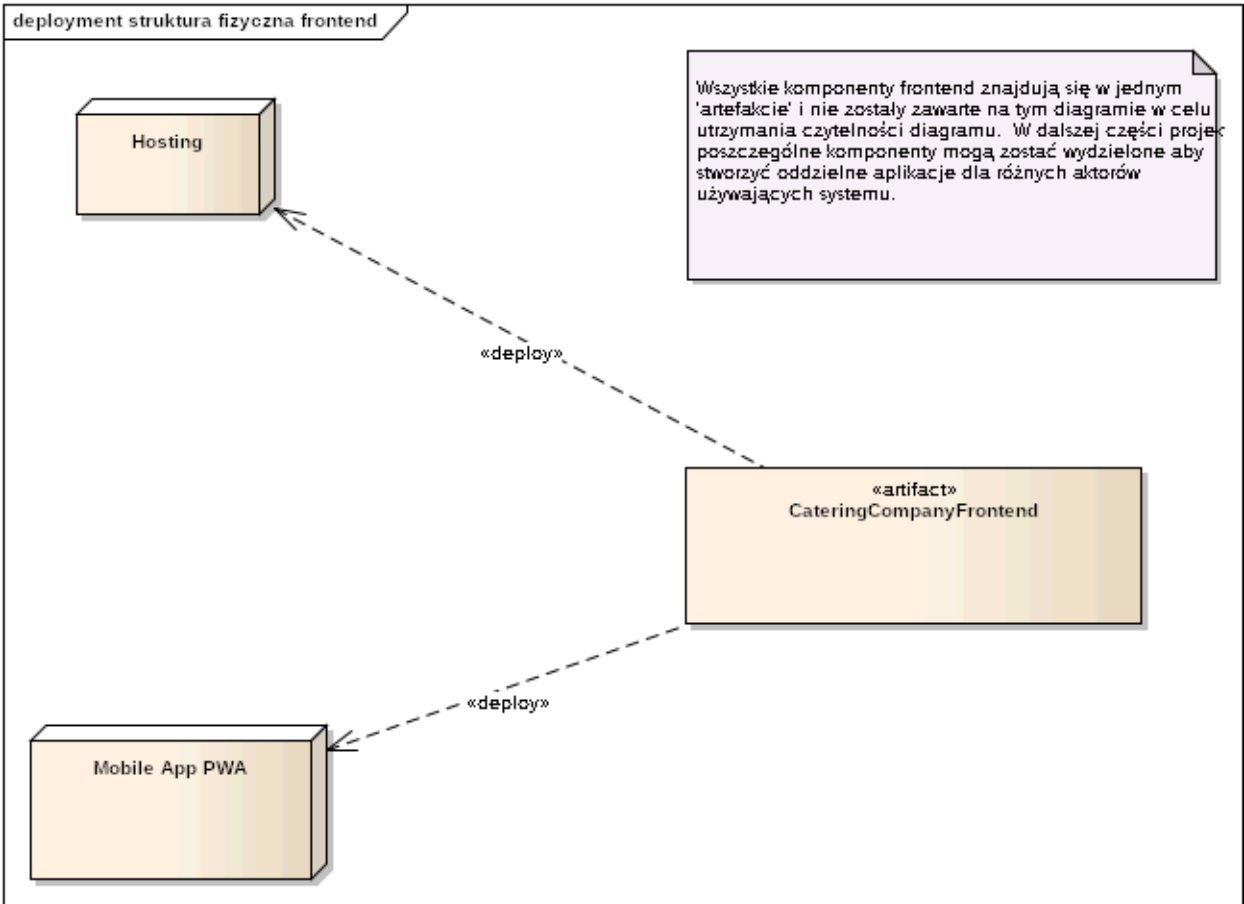 deployment struktura fizyczna frontend
Hosting
Wszystkie komponenty frontend znajdują się w jednym
'artefakcie' i nie zostały zawarte na tym diagramie w celu
utrzymania czytelności diagramu. W dalszej części projek
poszczególne komponenty mogą zostać wydzielone aby
stworzyć oddzielne aplikacje dla różnych aktorów
używających systemu.
«deploy»
«artifact»
CateringCompanyFrontend
«deploy»
Mobile App PWA